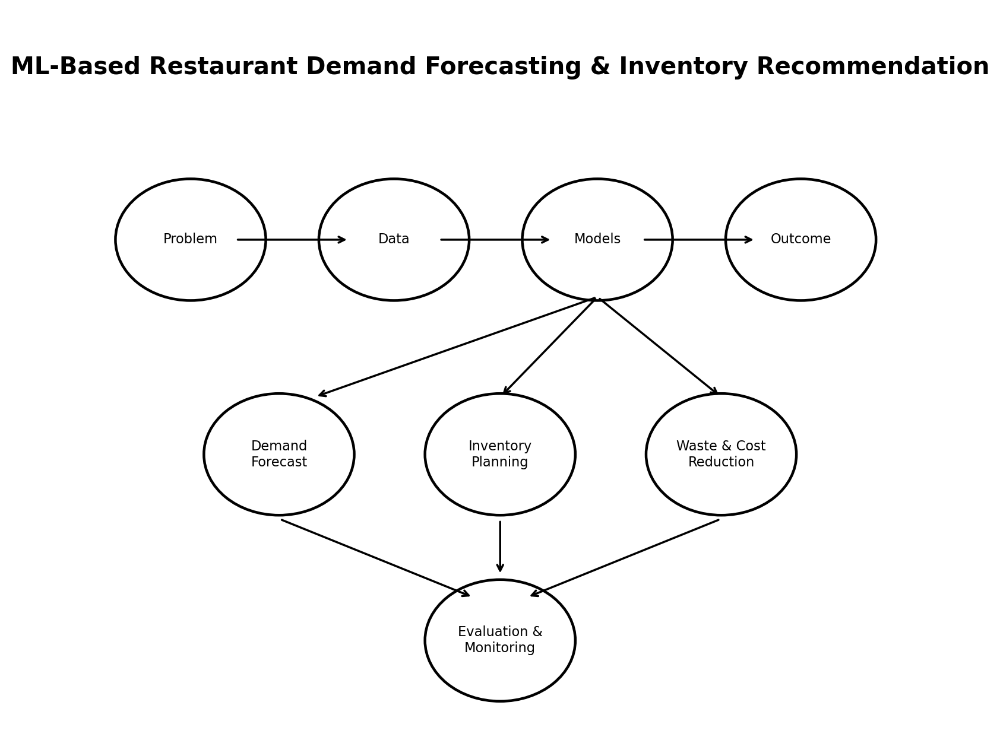 ML-Based Restaurant Demand Forecasting & Inventory Recommendation
Problem
Data
Models
Outcome
Demand
Forecast
Inventory
Planning
Waste & Cost
Reduction
Evaluation &
Monitoring